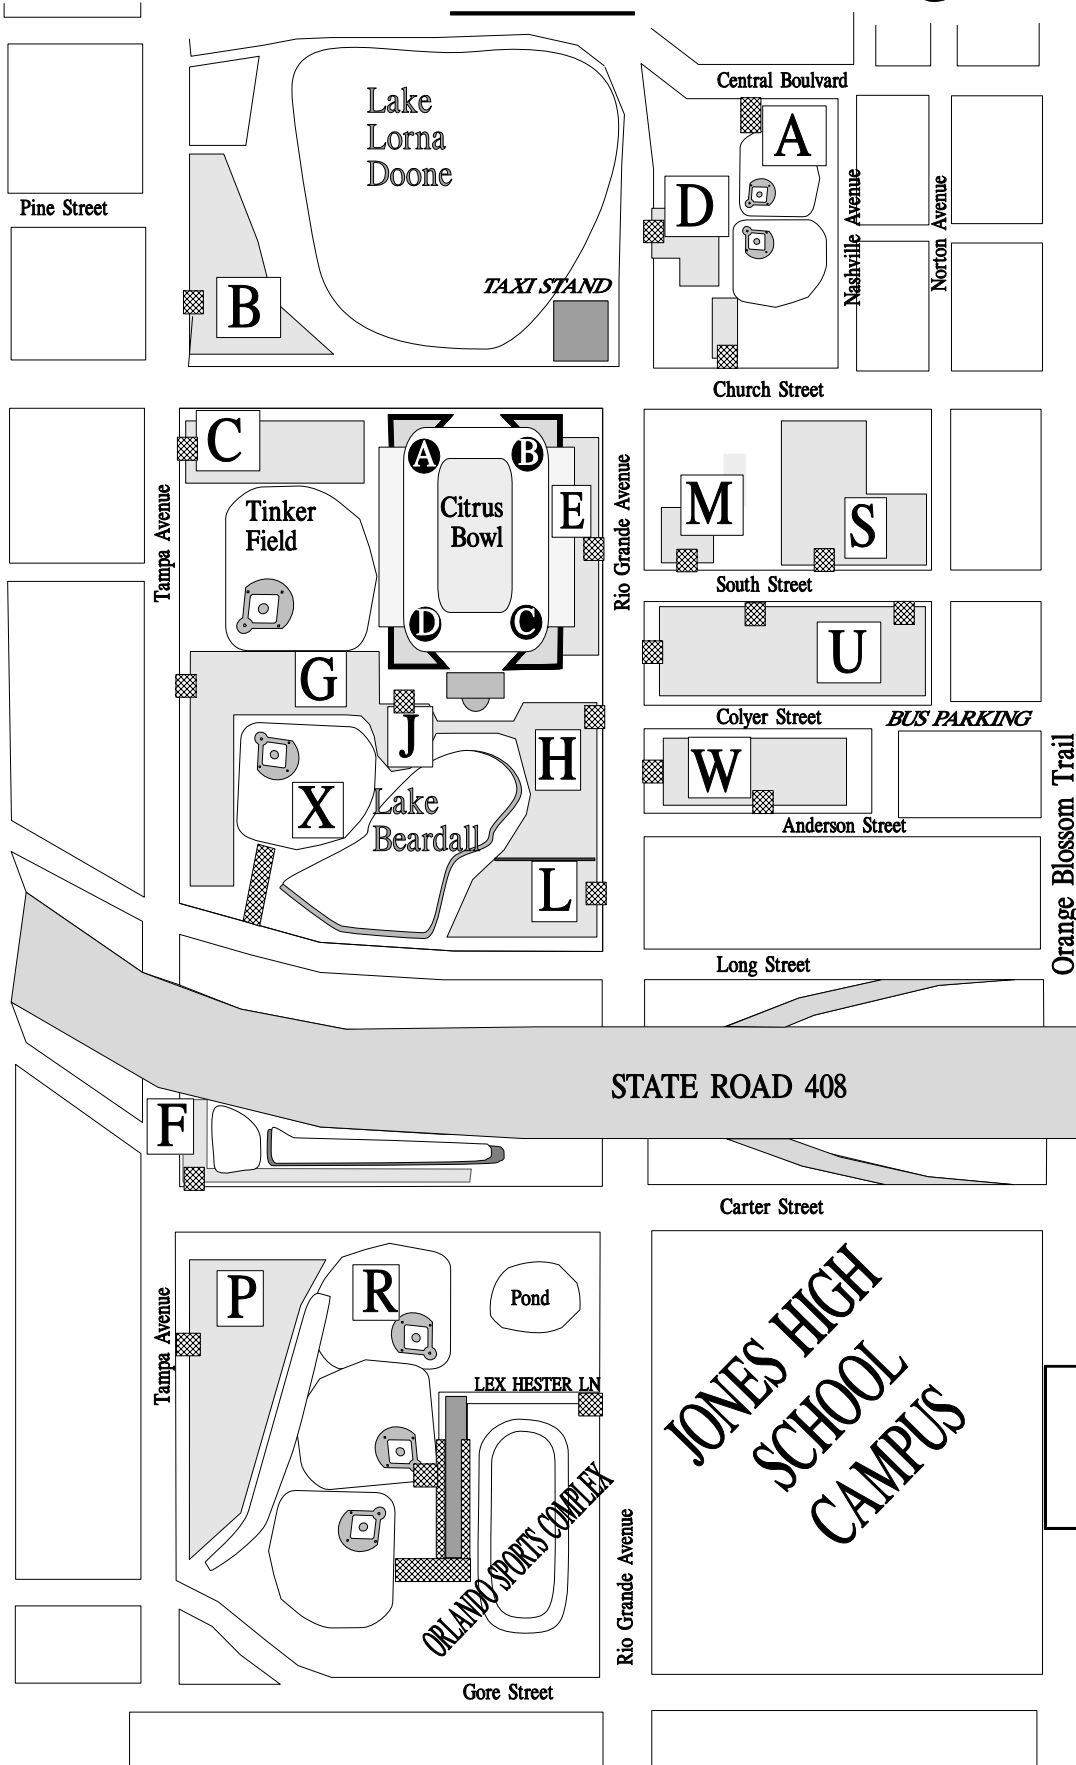 Central Boulvard
Lake
Lorna
Doone
A
D
Pine Street
Nashville Avenue
Norton Avenue
B
TAXI STAND
Church Street
C
A
B
Tinker
Field
Citrus
Bowl
E
M
S
Tampa Avenue
Rio Grande Avenue
South Street
D
C
G
U
J
Colyer Street
BUS PARKING
H
W
X
Lake
Beardall
Anderson Street
Orange Blossom Trail
L
Long Street
STATE ROAD 408
F
Carter Street
P
R
Pond
Tampa Avenue
LEX HESTER LN
JONES HIGH
SCHOOL
CAMPUS
ORLANDO SPORTS COMPLEX
Rio Grande Avenue
Gore Street